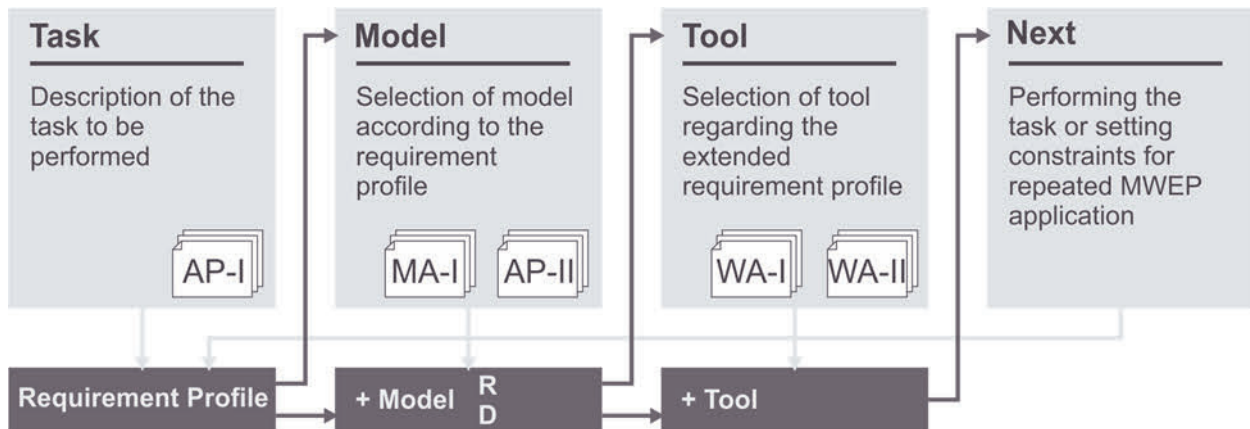 Task
Description of the
task to be
performed
AP-I
Model
Selection of model
according to the
requirement
profile
MA-I
AP-II
Tool
Selection of tool
regarding the
extended
requirement profile
WA-I
WA-II
Next
Performing the
task or setting
constraints for
repeated MWEP
application
Requirement Profile
+ Model
R
D
+ Tool